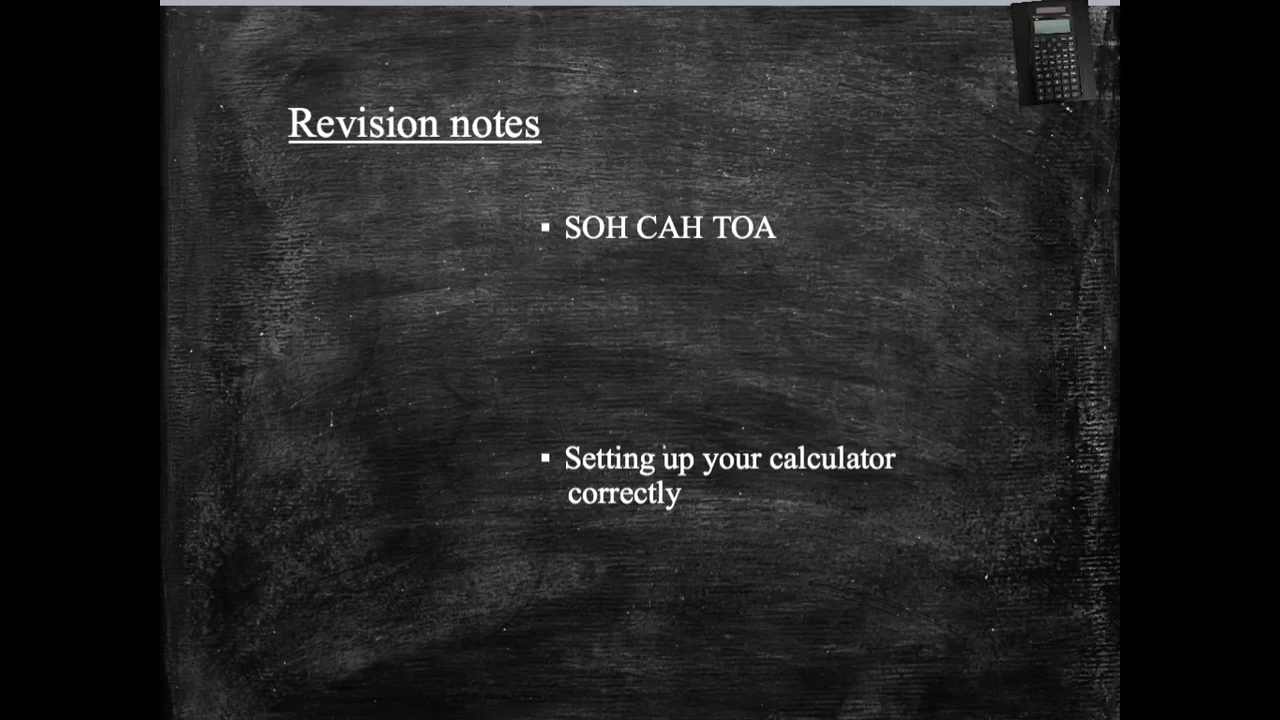 Revision notes
▪ SOH CAH TOA
▪ Setting up your calculator
correctly